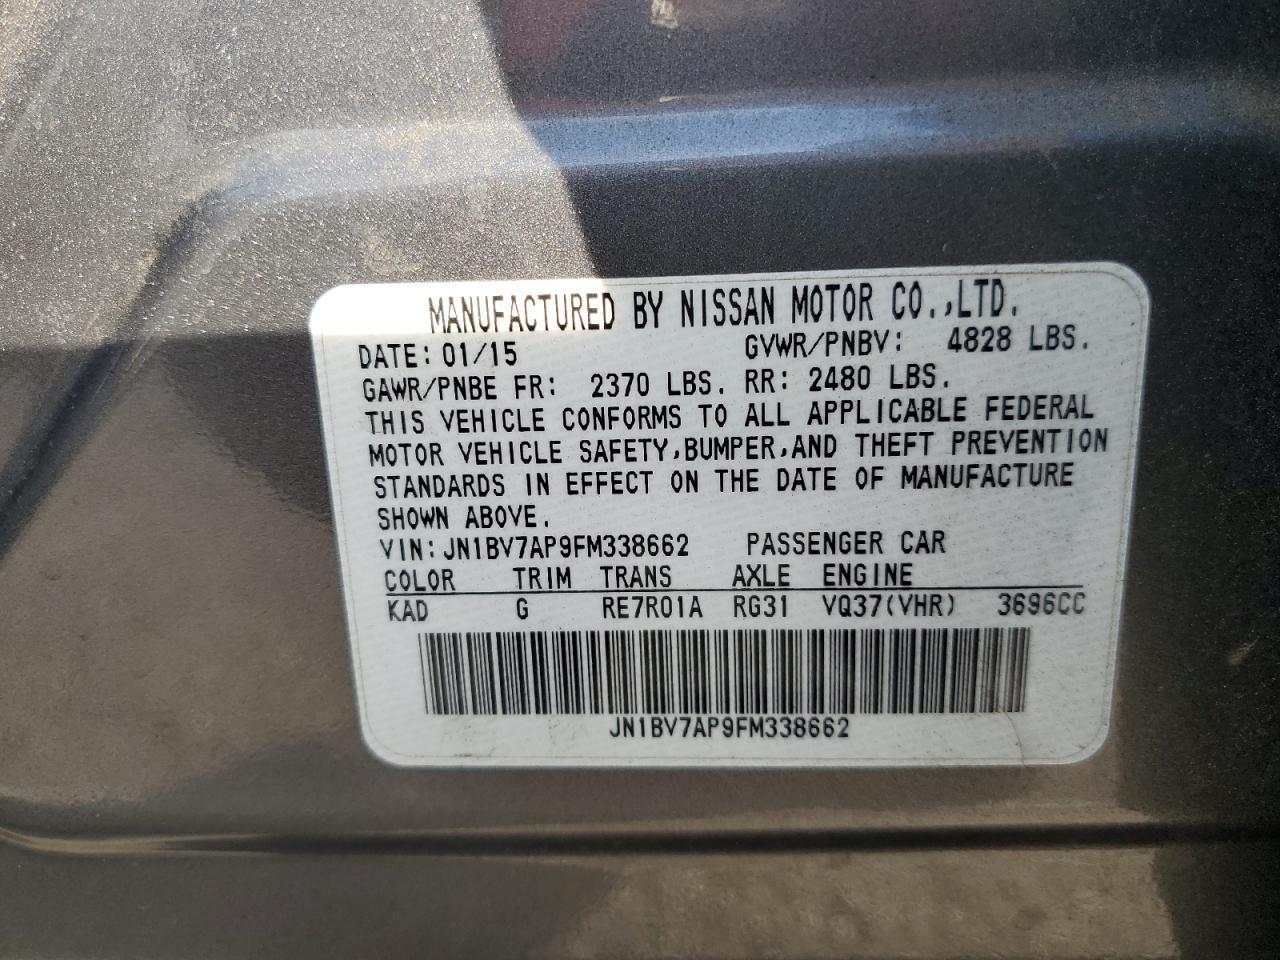 MANUFACTURED BY NISSAN MOTOR CO.,LTD.
DATE: 01/15 GVWR/PNBV: 4828 LBS.
GAWR/PNBE FR: 2370 LBS. RR: 2480 LBS.
THIS VEHICLE CONFORMS TO ALL APPLICABLE FEDERAL
MOTOR VEHICLE SAFETY,BUMPER,AND THEFT PREVENTION
STANDARDS IN EFFECT ON THE DATE OF MANUFACTURE
SHOWN ABOVE.
VIN: JN1BV7AP9FM338662 PASSENGER CAR
COLOR TRIM TRANS AXLE ENGINE
KAD G RE7R01A RG31 VQ37(VHR) 3696CC
JN1BV7AP9FM338662